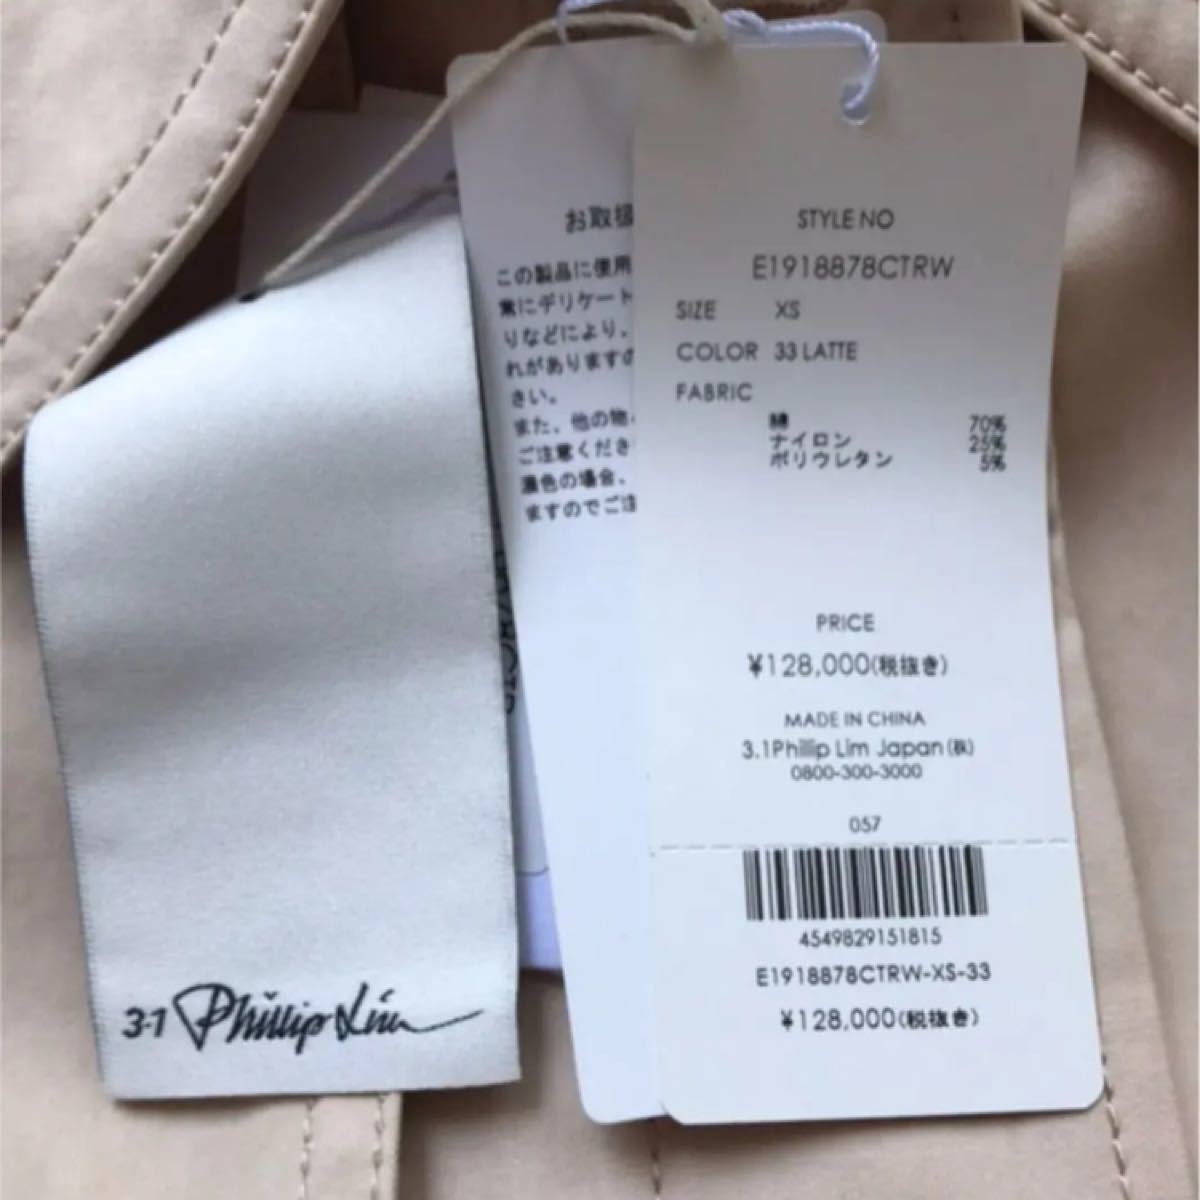 3.1 Phillip Lim
お取扱
この製品に使用
常にデリケート
りなどにより、
れがありますの
さい。
また、他の物
ご注意くださ
濃色の場合、
ますのでご注
STYLE NO
E1918878CTRW
SIZE XS
COLOR 33 LATTE
FABRIC
綿 70%
ナイロン 25%
ポリウレタン 5%
PRICE
¥128,000(税抜き)
MADE IN CHINA
3.1Phillip Lim Japan(株)
0800-300-3000
057
4549829151815
E1918878CTRW-XS-33
¥128,000(税抜き)